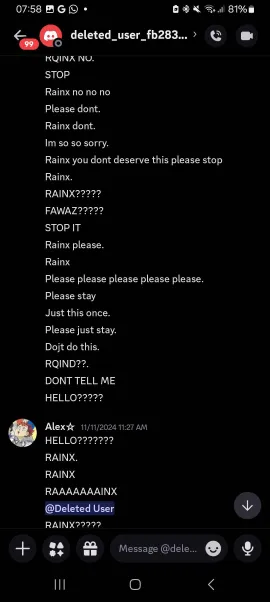 07:58
81%
99
deleted_user_fb283...
RQINX NO.
STOP
Rainx no no no
Please dont.
Rainx dont.
Im so so sorry.
Rainx you dont deserve this please stop
Rainx.
RAINX?????
FAWAZ?????
STOP IT
Rainx please.
Rainx
Please please please please please.
Please stay
Just this once.
Please just stay.
Dojt do this.
RQIND??.
DONT TELL ME
HELLO?????
Alex☆ 11/11/2024 11:27 AM
HELLO???????
RAINX.
RAINX
RAAAAAAAINX
@Deleted User
RAINX?????
Message @dele...